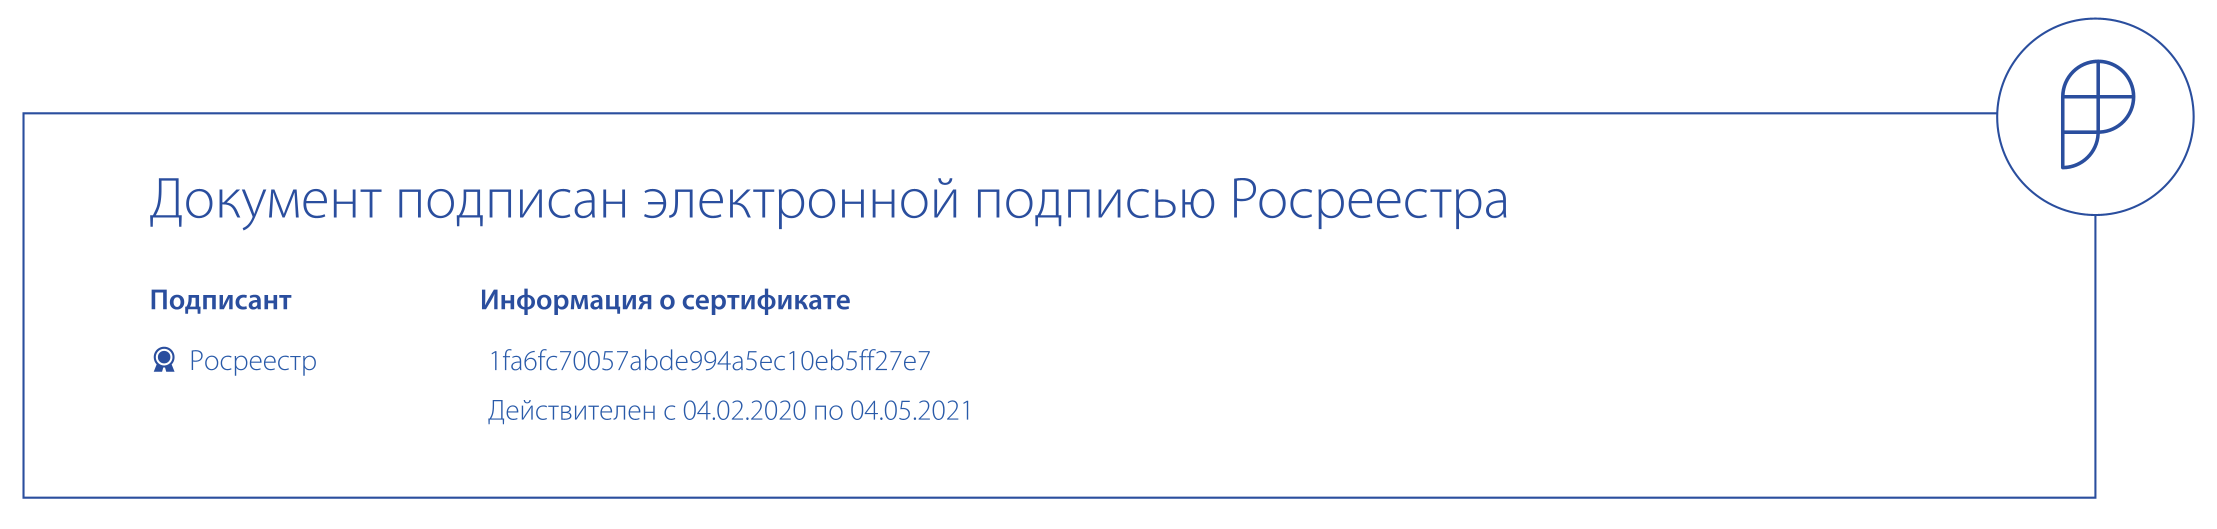 Документ подписан электронной подписью Росреестра
Подписант
Информация о сертификате
Росреестр
1fa6fc70057abde994a5ec10eb5ff27e7
Действителен с 04.02.2020 по 04.05.2021